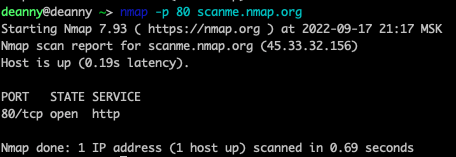 deanny@deanny ~> nmap -p 80 scanme.nmap.org
Starting Nmap 7.93 ( https://nmap.org ) at 2022-09-17 21:17 MSK
Nmap scan report for scanme.nmap.org (45.33.32.156)
Host is up (0.19s latency).
PORT   STATE SERVICE
80/tcp open  http
Nmap done: 1 IP address (1 host up) scanned in 0.69 seconds